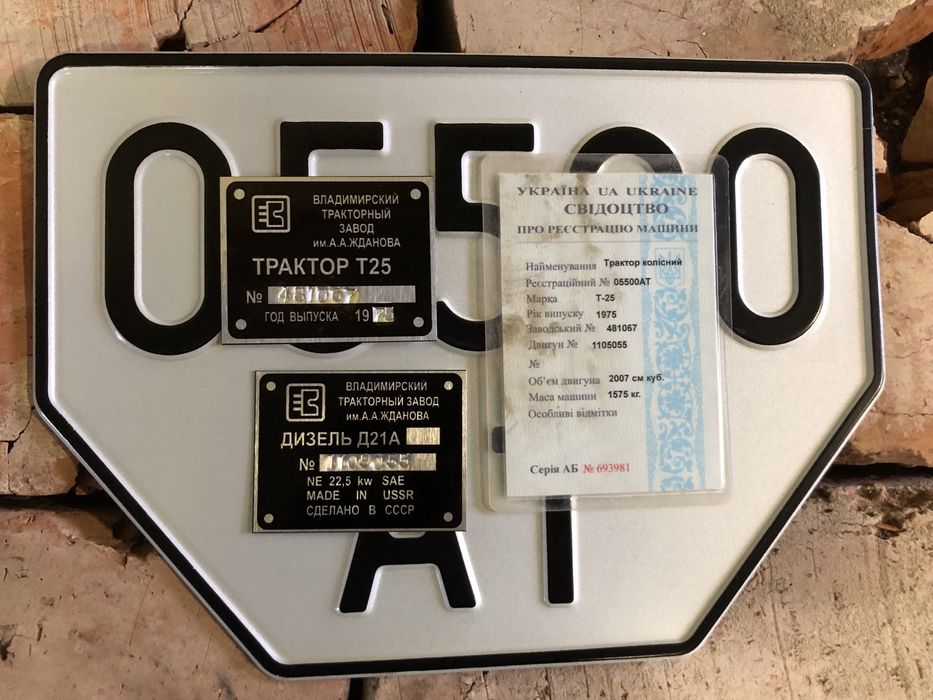 05500
ВЛАДИМИРСКИЙ
ТРАКТОРНЫЙ
ЗАВОД
им.А.А.ЖДАНОВА
ТРАКТОР Т25
№ 481067
ГОД ВЫПУСКА 19
ВЛАДИМИРСКИЙ
ТРАКТОРНЫЙ ЗАВОД
им.А.А.ЖДАНОВА
ДИЗЕЛЬ Д21А
№ 1105055
NE 22,5 kw SAE
MADE IN USSR
СДЕЛАНО В СССР
УКРАЇНА UA UKRAINE
СВІДОЦТВО
ПРО РЕЄСТРАЦІЮ МАШИНИ
Найменування Трактор колісний
Реєстраційний № 05500АТ
Марка Т-25
Рік випуску 1975
Заводський № 481067
Двигун № 1105055
№
Об'єм двигуна 2007 см куб.
Маса машини 1575 кг.
Особливі відмітки
Серія АБ № 693981
АТ